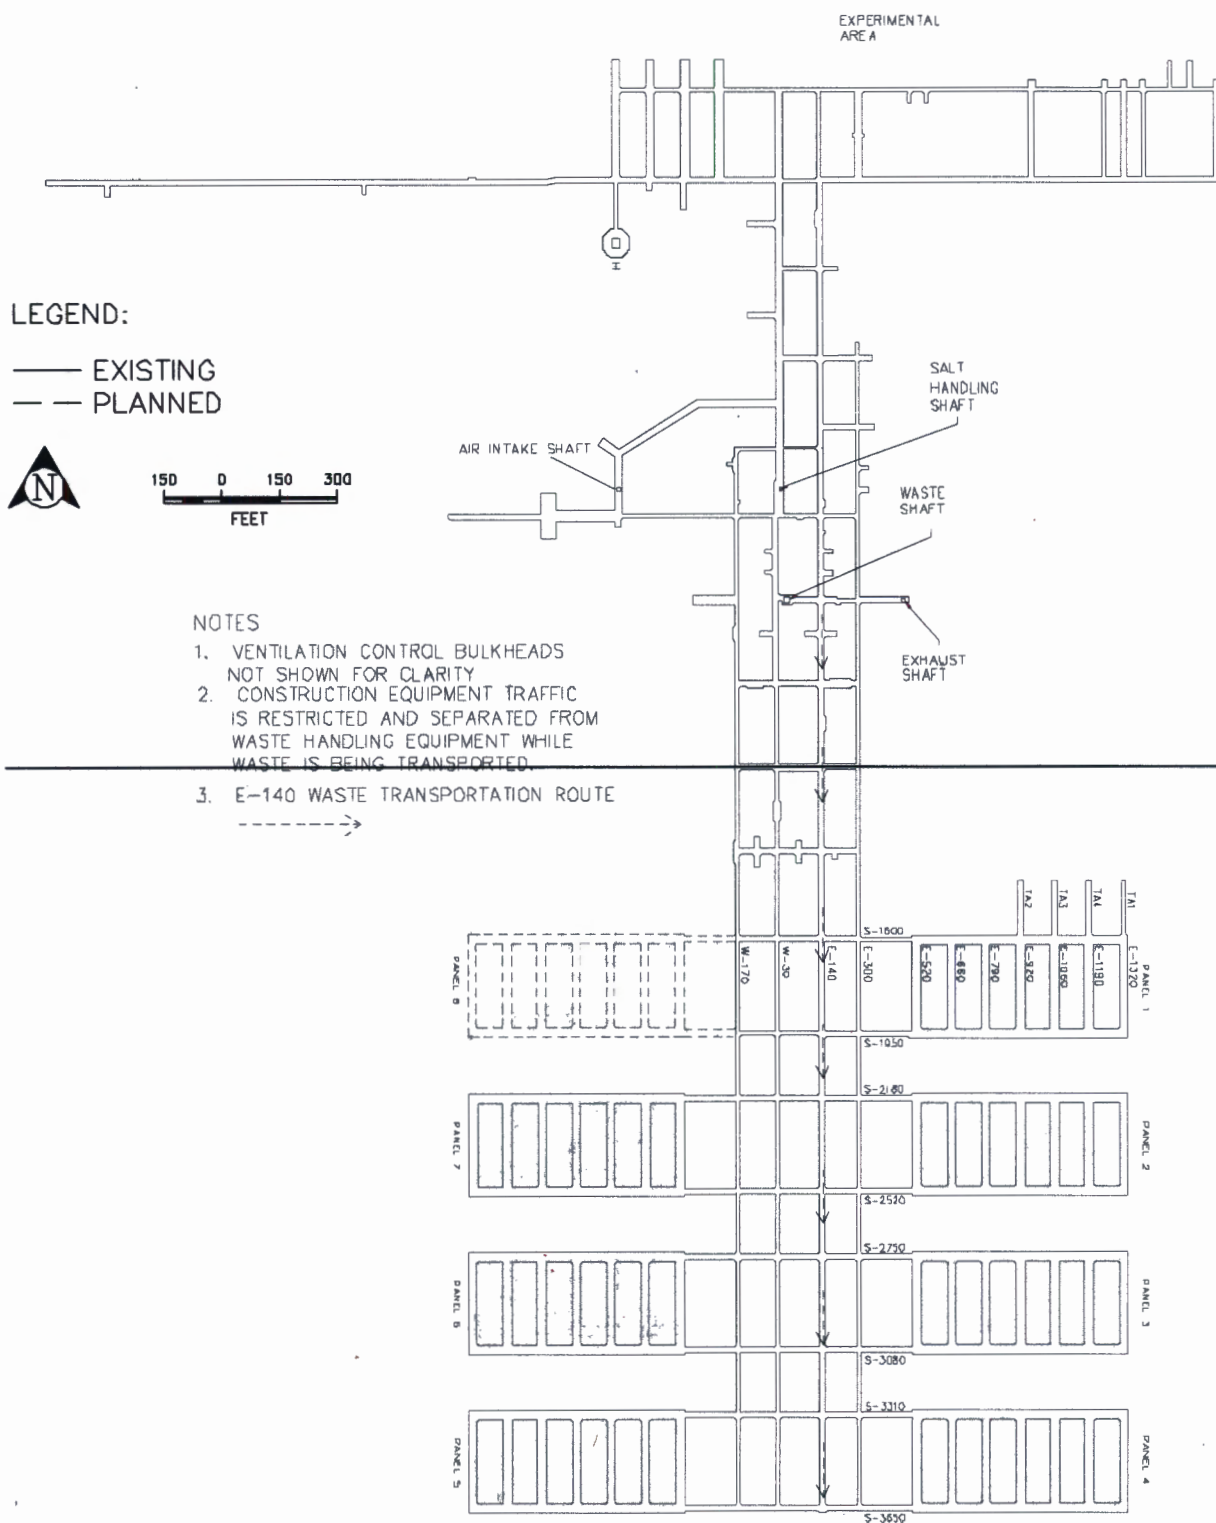 EXPERIMENTAL
AREA
LEGEND:
EXISTING
PLANNED
N
150 0 150 300
FEET
AIR INTAKE SHAFT
SALT
HANDLING
SHAFT
WASTE
SHAFT
EXHAUST
SHAFT
NOTES
1. VENTILATION CONTROL BULKHEADS
NOT SHOWN FOR CLARITY
2. CONSTRUCTION EQUIPMENT TRAFFIC
IS RESTRICTED AND SEPARATED FROM
WASTE HANDLING EQUIPMENT WHILE
WASTE IS BEING TRANSPORTED.
3. E-140 WASTE TRANSPORTATION ROUTE
TA2
TA3
TA4
TA1
S-1600
PANEL 8
W-170
W-30
E-140
E-300
E-520
E-660
E-790
E-920
E-1060
E-1190
E-1320
PANEL 1
S-1950
S-2180
PANEL 7
PANEL 2
S-2520
S-2750
PANEL 6
PANEL 3
S-3080
S-3310
PANEL 5
PANEL 4
S-3650